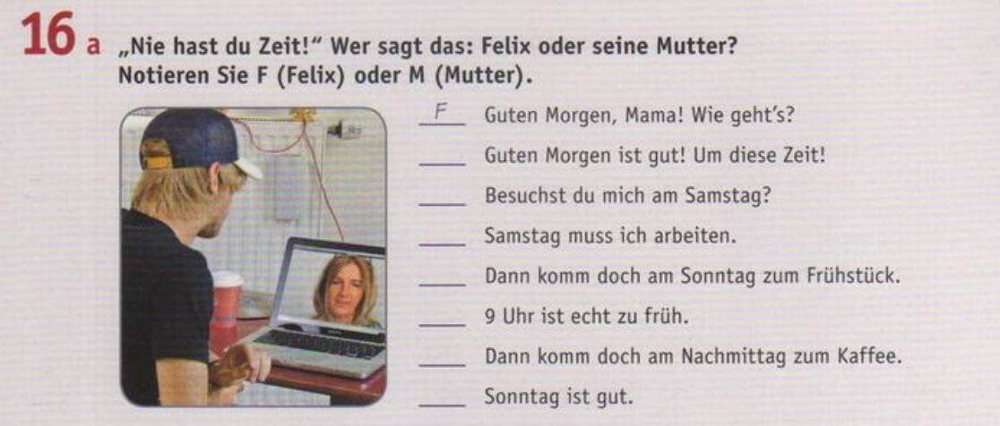 16 a „Nie hast du Zeit!“ Wer sagt das: Felix oder seine Mutter?
Notieren Sie F (Felix) oder M (Mutter).
F Guten Morgen, Mama! Wie geht's?
Guten Morgen ist gut! Um diese Zeit!
Besuchst du mich am Samstag?
Samstag muss ich arbeiten.
Dann komm doch am Sonntag zum Frühstück.
9 Uhr ist echt zu früh.
Dann komm doch am Nachmittag zum Kaffee.
Sonntag ist gut.